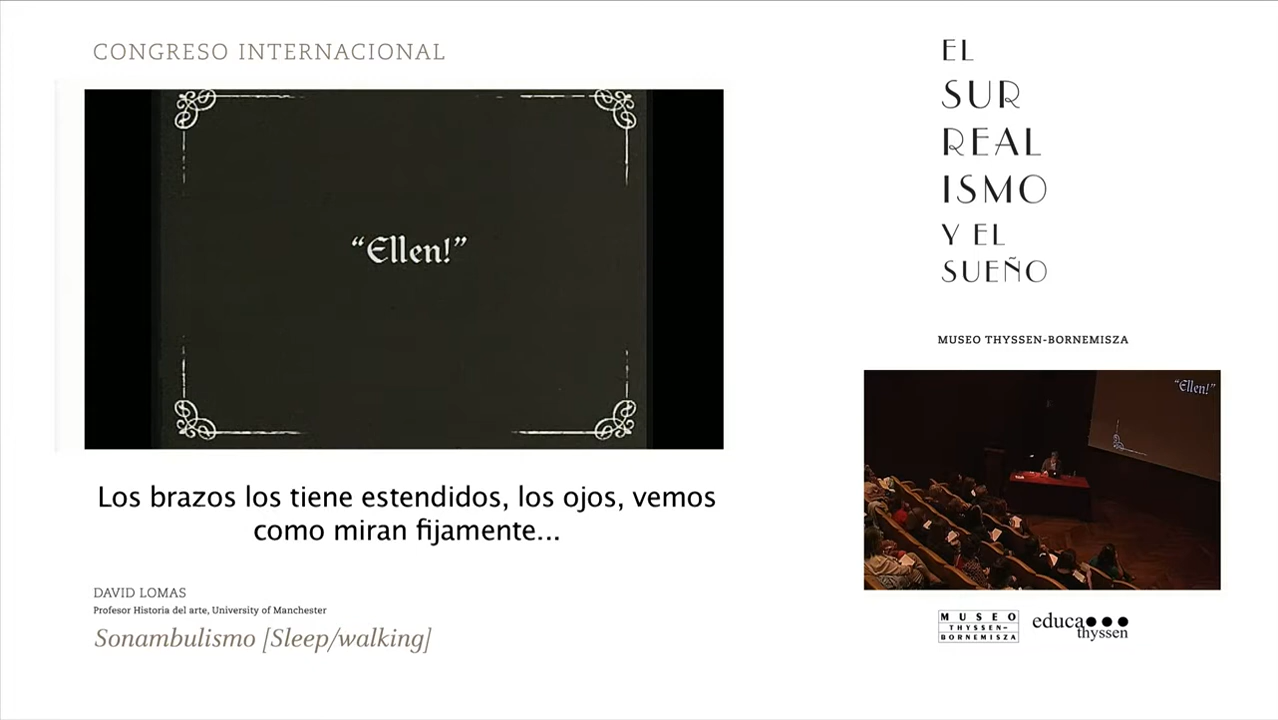 CONGRESO INTERNACIONAL
“Ellen!”
Los brazos los tiene estendidos, los ojos, vemos
como miran fijamente...
DAVID LOMAS
Profesor Historia del arte, University of Manchester
Sonambulismo [Sleep/walking]
EL
SUR
REAL
ISMO
Y EL
SUEÑO
MUSEO THYSSEN-BORNEMISZA
“Ellen!”
MUSEO
THYSSEN-
BORNEMISZA
educa
thyssen